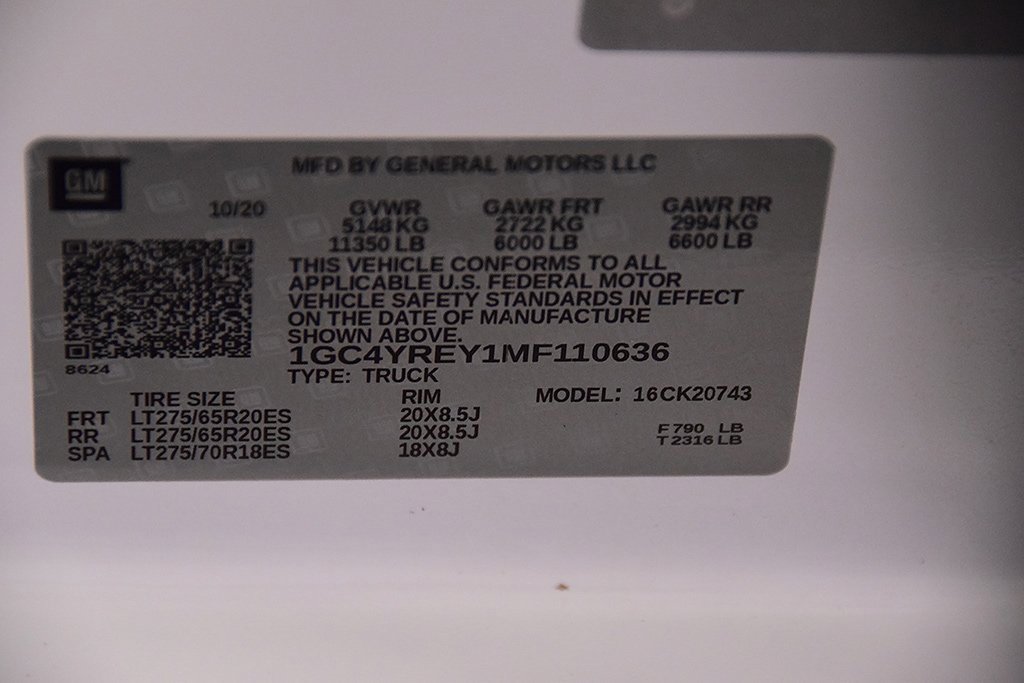 GM
MFD BY GENERAL MOTORS LLC
10/20 GVWR GAWR FRT GAWR RR
5148 KG 2722 KG 2994 KG
11350 LB 6000 LB 6600 LB
THIS VEHICLE CONFORMS TO ALL
APPLICABLE U.S. FEDERAL MOTOR
VEHICLE SAFETY STANDARDS IN EFFECT
ON THE DATE OF MANUFACTURE
SHOWN ABOVE.
1GC4YREY1MF110636
8624
TYPE: TRUCK
TIRE SIZE RIM MODEL: 16CK20743
FRT LT275/65R20ES 20X8.5J
RR LT275/65R20ES 20X8.5J F 790 LB
SPA LT275/70R18ES 18X8J T 2316 LB